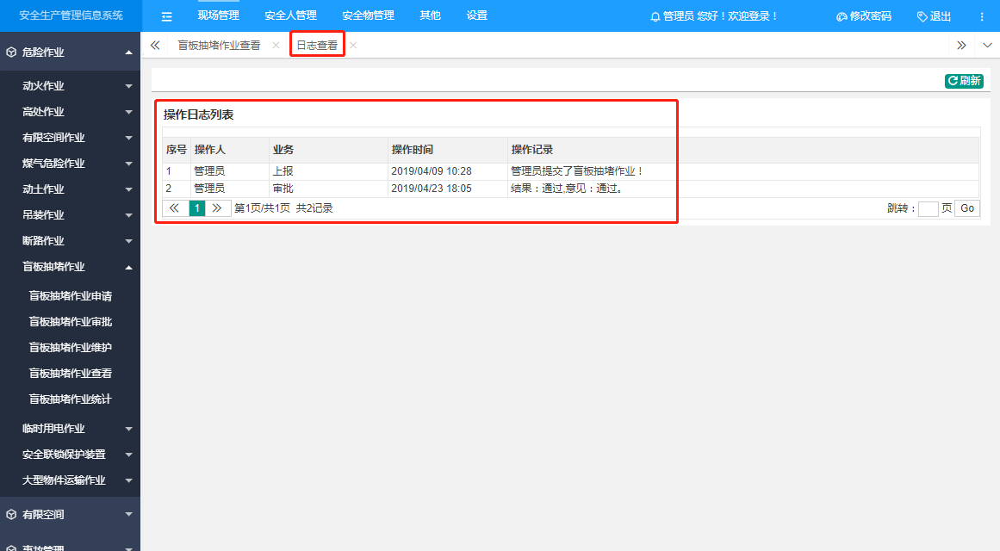 安全生产管理信息系统
现场管理 安全人管理 安全物管理 其他 设置
管理员 您好！欢迎登录！ 修改密码 退出
危险作业
动火作业
高处作业
有限空间作业
煤气危险作业
动土作业
吊装作业
断路作业
盲板抽堵作业
盲板抽堵作业申请
盲板抽堵作业审批
盲板抽堵作业维护
盲板抽堵作业查看
盲板抽堵作业统计
临时用电作业
安全联锁保护装置
大型物件运输作业
有限空间
事故管理
盲板抽堵作业查看 日志查看
刷新
操作日志列表
序号 操作人 业务 操作时间 操作记录
1 管理员 上报 2019/04/09 10:28 管理员提交了盲板抽堵作业！
2 管理员 审批 2019/04/23 18:05 结果：通过,意见：通过。
1 第1页/共1页 共2记录 跳转： 页 Go